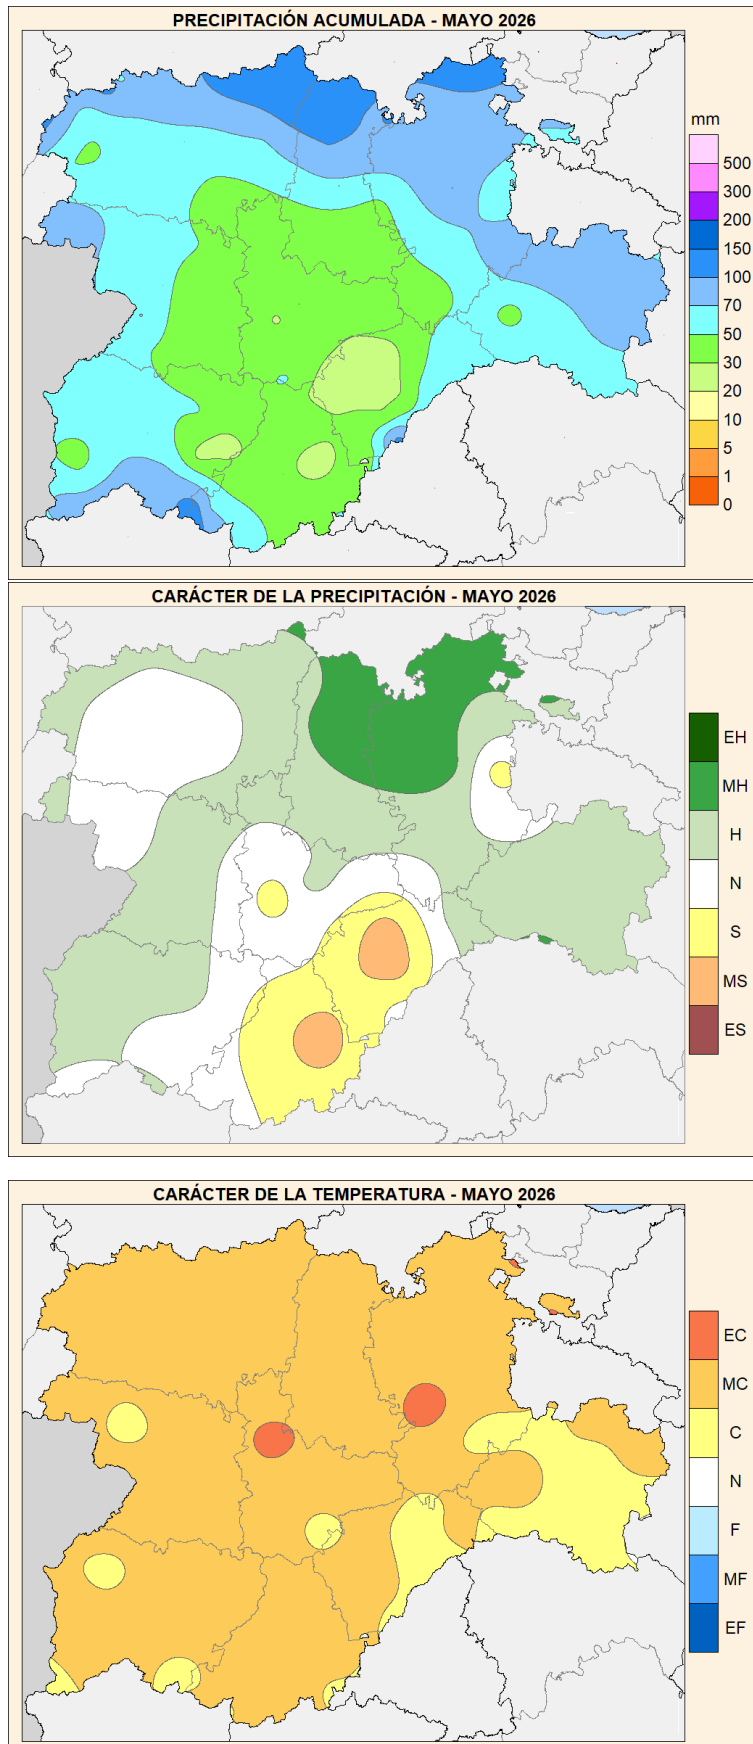 PRECIPITACIÓN ACUMULADA - MAYO 2026
mm
500
300
200
150
100
70
50
30
20
10
5
1
0
CARÁCTER DE LA PRECIPITACIÓN - MAYO 2026
EH
MH
H
N
S
MS
ES
CARÁCTER DE LA TEMPERATURA - MAYO 2026
EC
MC
C
N
F
MF
EF